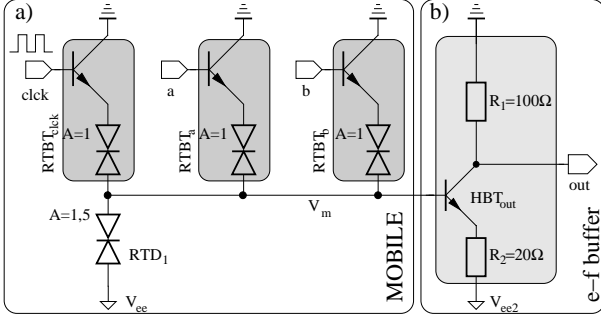 a)
b)
clck
a
b
RTBT_clck
A=1
RTBT_a
A=1
RTBT_b
A=1
R_1=100Ω
out
HBT_out
V_m
A=1,5
RTD_1
R_2=20Ω
V_ee
V_ee2
MOBILE
e-f buffer